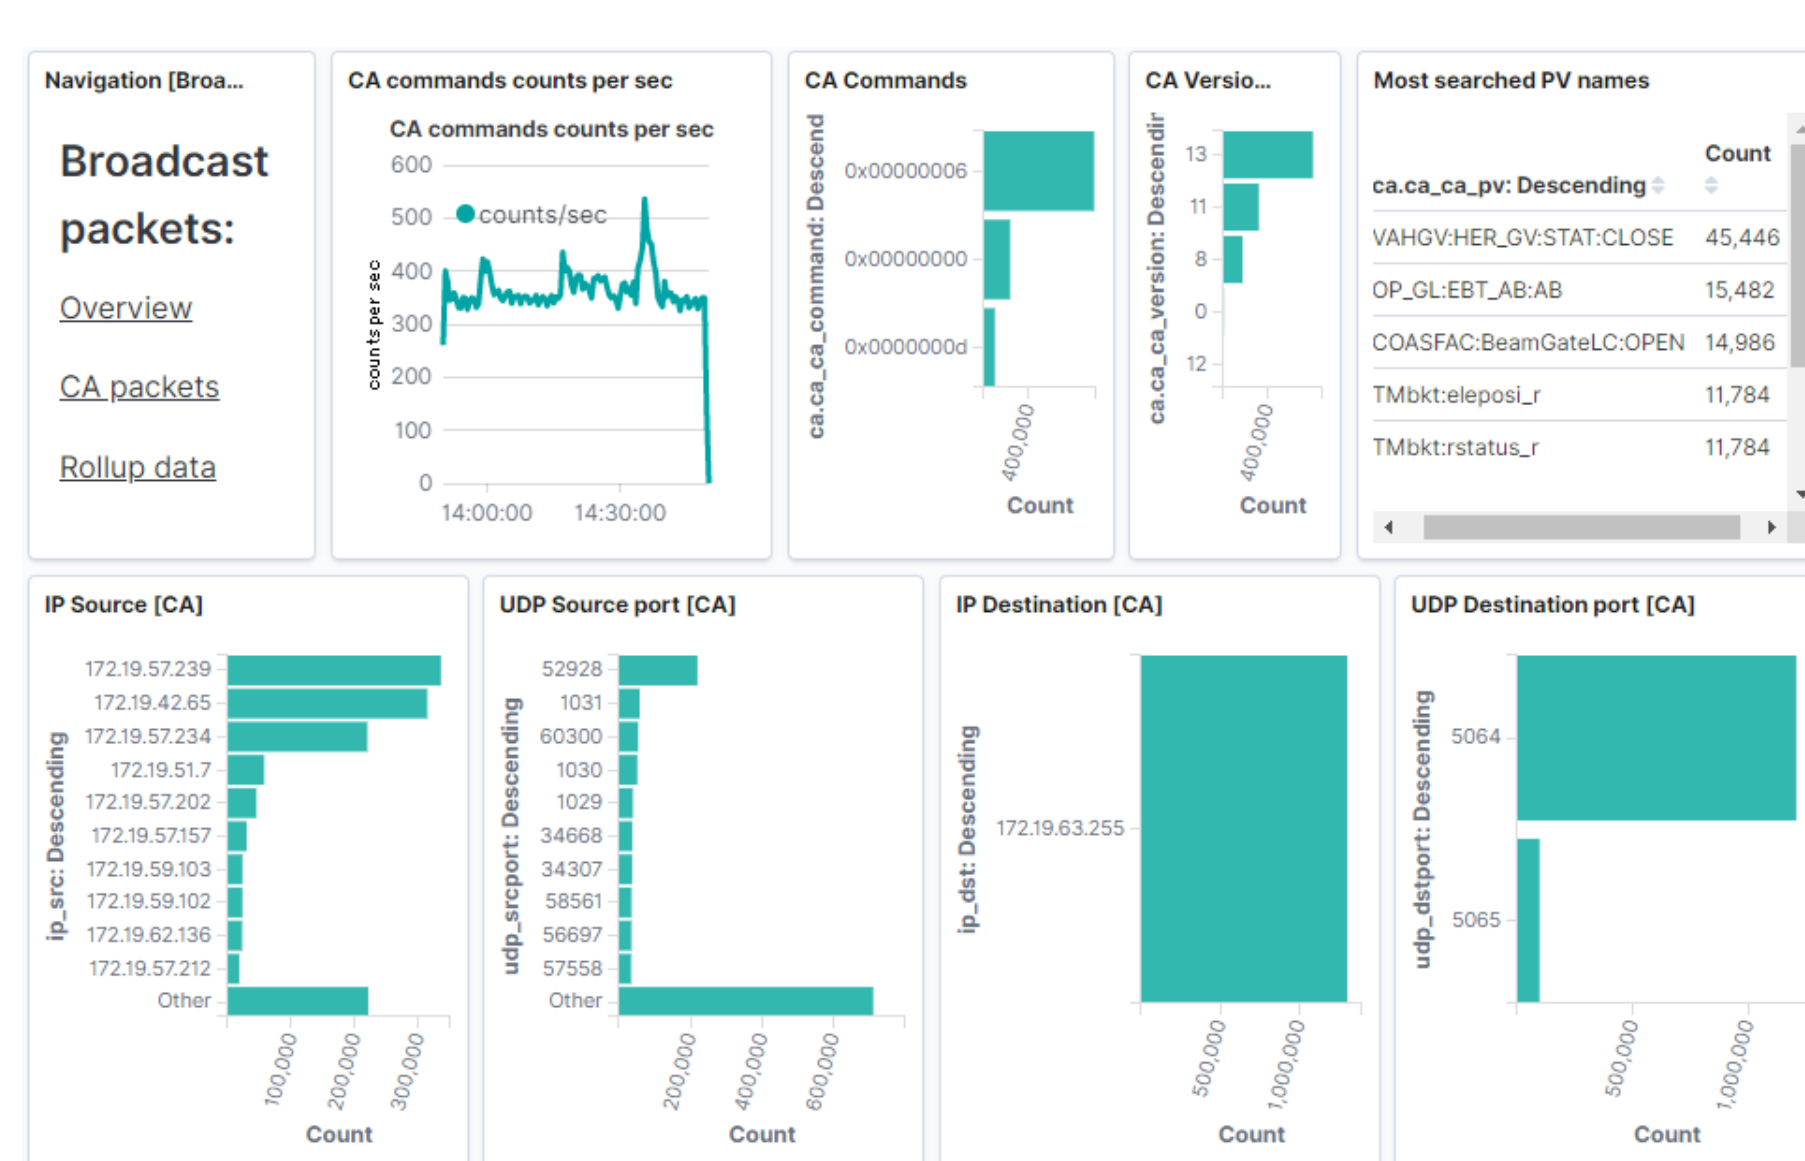 Navigation [Broa...
Broadcast
packets:
Overview
CA packets
Rollup data
CA commands counts per sec
CA commands counts per sec
600
500
400
300
200
100
0
counts/sec
counts per sec
14:00:00 14:30:00
CA Commands
ca.ca_ca_command: Descend
0x00000006
0x00000000
0x0000000d
400,000
Count
CA Versio...
ca.ca_ca_version: Descendir
13
11
8
0
12
400,000
Count
Most searched PV names
ca.ca_ca_pv: Descending Count
VAHGV:HER_GV:STAT:CLOSE 45,446
OP_GL:EBT_AB:AB 15,482
COASFAC:BeamGateLC:OPEN 14,986
TMbkt:eleposi_r 11,784
TMbkt:rstatus_r 11,784
IP Source [CA]
ip_src: Descending
172.19.57.239
172.19.42.65
172.19.57.234
172.19.51.7
172.19.57.202
172.19.57.157
172.19.59.103
172.19.59.102
172.19.62.136
172.19.57.212
Other
100,000 200,000 300,000
Count
UDP Source port [CA]
udp_srcport: Descending
52928
1031
60300
1030
1029
34668
34307
58561
56697
57558
Other
200,000 400,000 600,000
Count
IP Destination [CA]
ip_dst: Descending
172.19.63.255
500,000 1,000,000
Count
UDP Destination port [CA]
udp_dstport: Descending
5064
5065
500,000 1,000,000
Count